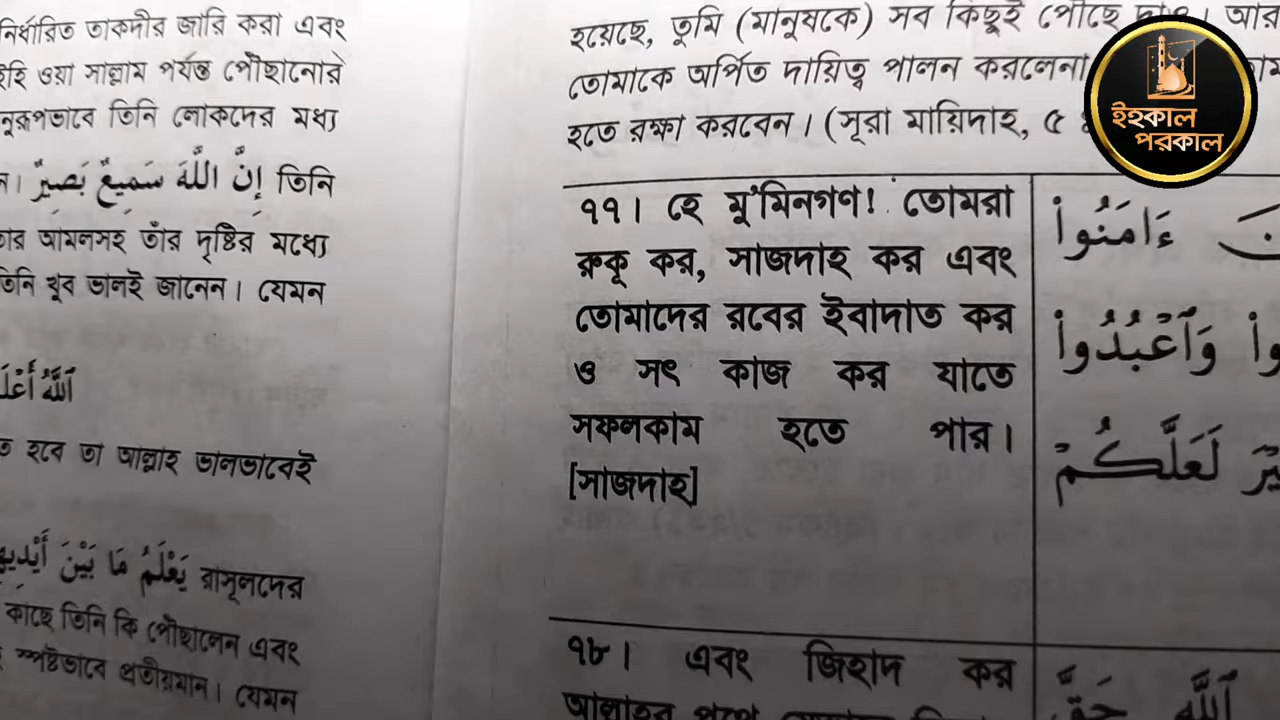 নির্ধারিত তাকদীর জারি করা এবং
ওয়া সাল্লাম পর্যন্ত পৌছানোর
তিনি লোকদের মধ্য
إِنَّ اللَّهَ سَمِيعٌ بَصِيرٌ তিনি
আমলসহ তাঁর দৃষ্টির মধ্যে
খুব ভালই জানেন। যেমন
হবে তা আল্লাহ ভালভাবেই
يَعْلَمُ مَا بَيْنَ রাসূলদের
কাছে তিনি কি পৌছালেন এবং
স্পষ্টভাবে প্রতীয়মান। যেমন
হয়েছে, তুমি (মানুষকে) সব কিছুই পৌছে আর
তোমাকে অর্পিত দায়িত্ব পালন করলেনা
হতে রক্ষা করবেন। (সূরা মায়িদাহ, ৫
৭৭। হে মু'মিনগণ! তোমরা
রুকূ কর, সাজদাহ কর এবং
তোমাদের রবের ইবাদাত কর
ও সৎ কাজ কর যাতে
সফলকাম হতে পার।
[সাজদাহ]
ءَامَنُوا۟
وَٱعْبُدُوا۟
لَعَلَّكُمْ
৭৮। এবং জিহাদ কর
ইহকাল
পরকাল